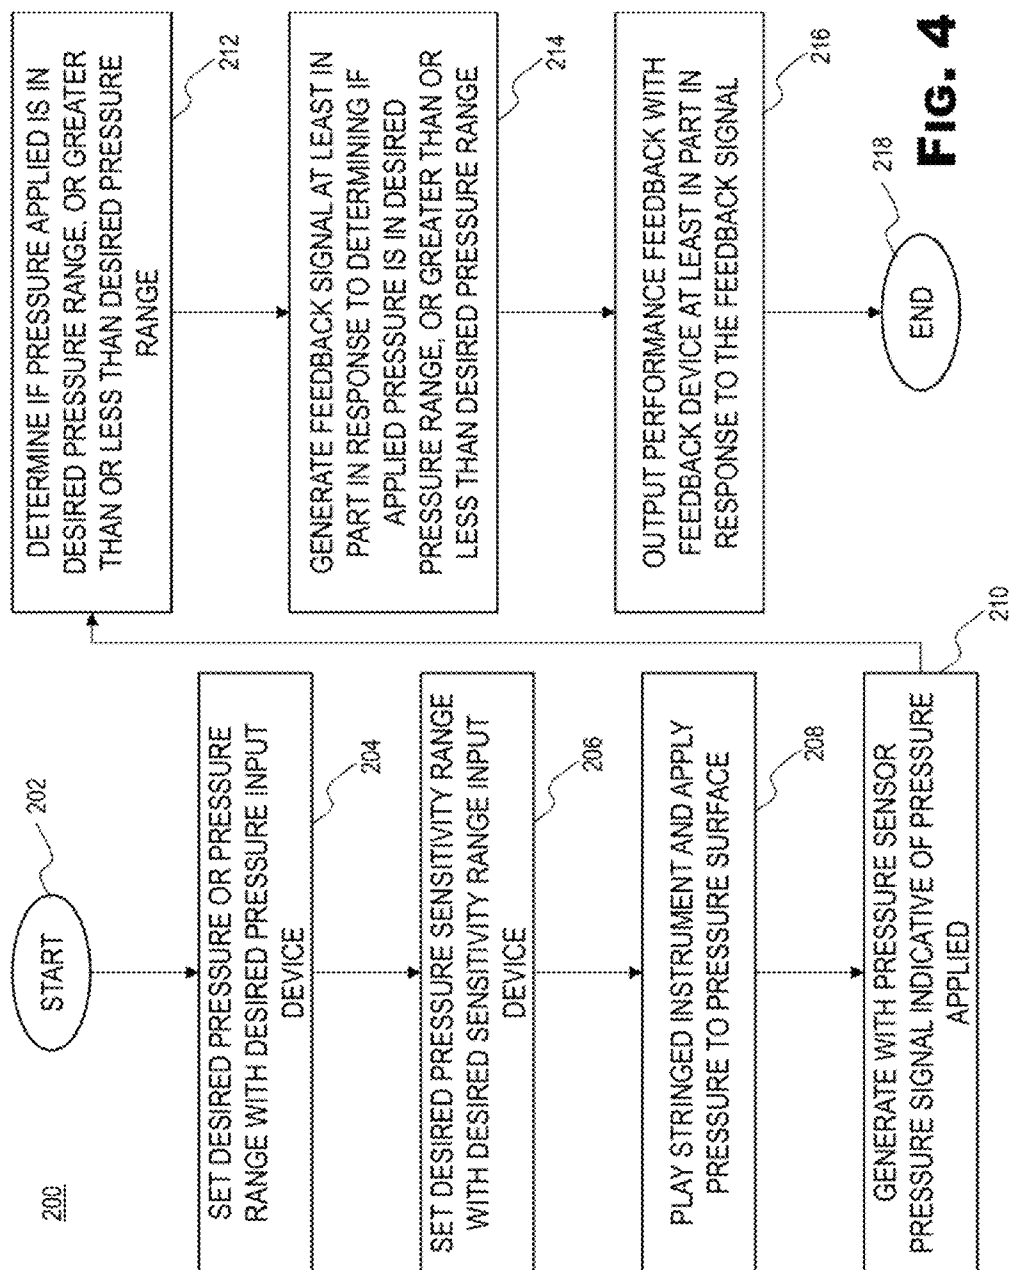 200
START
202
SET DESIRED PRESSURE OR PRESSURE
RANGE WITH DESIRED PRESSURE INPUT
DEVICE
204
SET DESIRED PRESSURE SENSITIVITY RANGE
WITH DESIRED SENSITIVITY RANGE INPUT
DEVICE
206
PLAY STRINGED INSTRUMENT AND APPLY
PRESSURE TO PRESSURE SURFACE
208
GENERATE WITH PRESSURE SENSOR
PRESSURE SIGNAL INDICATIVE OF PRESSURE
APPLIED
210
DETERMINE IF PRESSURE APPLIED IS IN
DESIRED PRESSURE RANGE, OR GREATER
THAN OR LESS THAN DESIRED PRESSURE
RANGE
212
GENERATE FEEDBACK SIGNAL AT LEAST IN
PART IN RESPONSE TO DETERMINING IF
APPLIED PRESSURE IS IN DESIRED
PRESSURE RANGE, OR GREATER THAN OR
LESS THAN DESIRED PRESSURE RANGE
214
OUTPUT PERFORMANCE FEEDBACK WITH
FEEDBACK DEVICE AT LEAST IN PART IN
RESPONSE TO THE FEEDBACK SIGNAL
216
END
218
FIG. 4